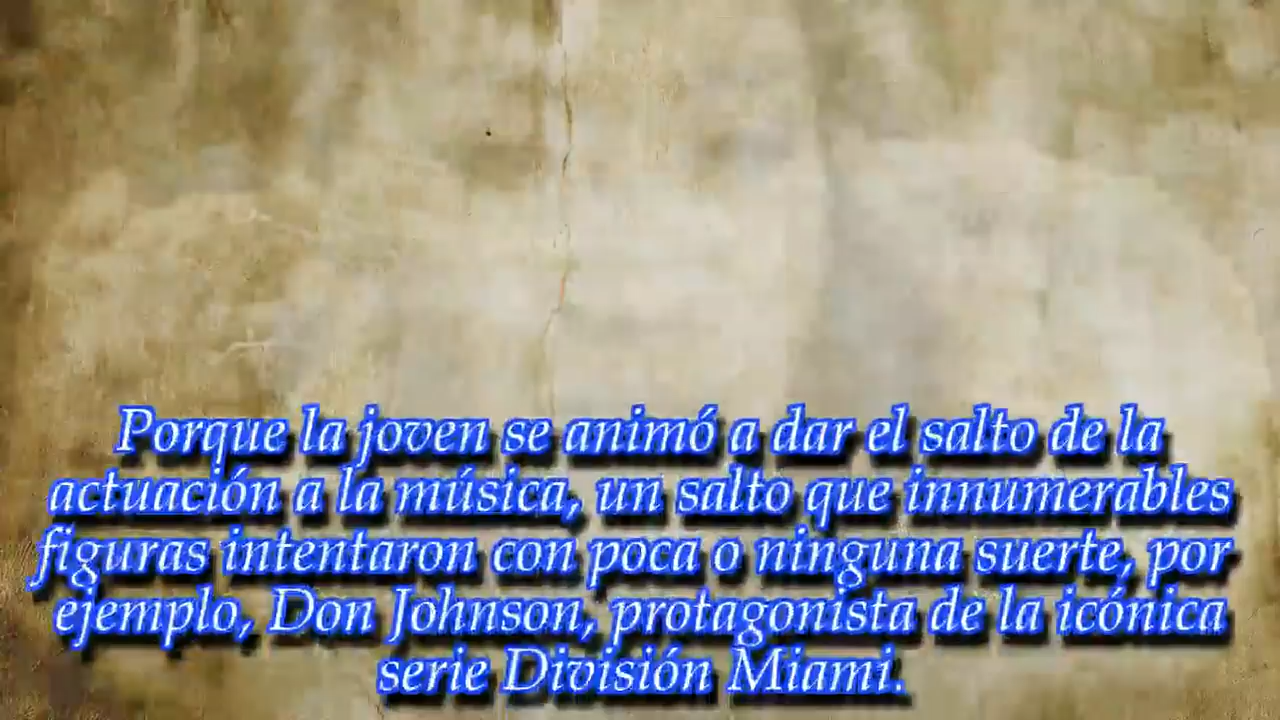 Porque la joven se animó a dar el salto de la
actuación a la música, un salto que innumerables
figuras intentaron con poca o ninguna suerte, por
ejemplo, Don Johnson, protagonista de la icónica
serie División Miami.